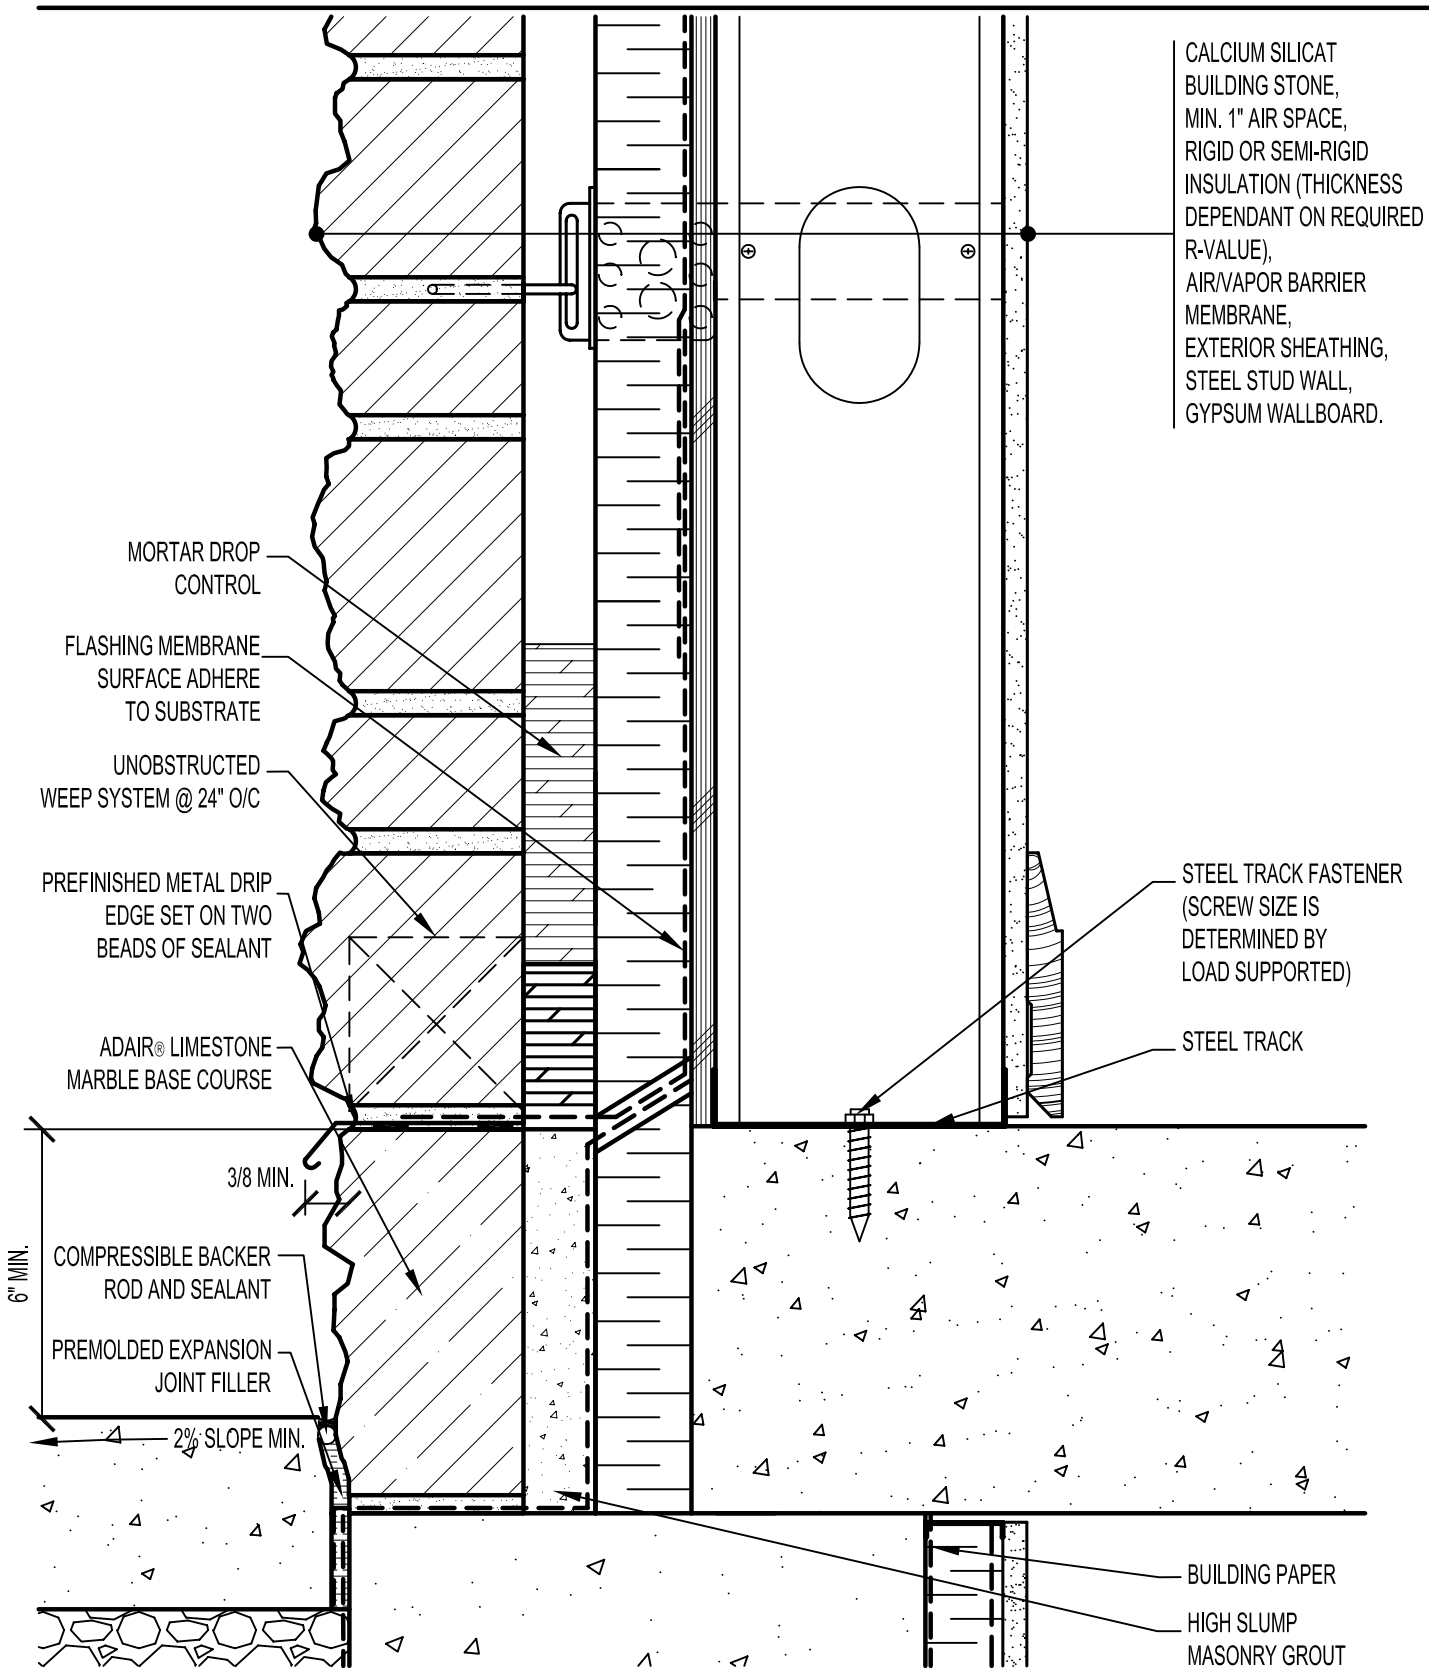 CALCIUM SILICAT
BUILDING STONE,
MIN. 1" AIR SPACE,
RIGID OR SEMI-RIGID
INSULATION (THICKNESS
DEPENDANT ON REQUIRED
R-VALUE),
AIR/VAPOR BARRIER
MEMBRANE,
EXTERIOR SHEATHING,
STEEL STUD WALL,
GYPSUM WALLBOARD.
MORTAR DROP
CONTROL
FLASHING MEMBRANE
SURFACE ADHERE
TO SUBSTRATE
UNOBSTRUCTED
WEEP SYSTEM @ 24" O/C
PREFINISHED METAL DRIP
EDGE SET ON TWO
BEADS OF SEALANT
ADAIR® LIMESTONE
MARBLE BASE COURSE
3/8 MIN.
6" MIN.
COMPRESSIBLE BACKER
ROD AND SEALANT
PREMOLDED EXPANSION
JOINT FILLER
2% SLOPE MIN.
STEEL TRACK FASTENER
(SCREW SIZE IS
DETERMINED BY
LOAD SUPPORTED)
STEEL TRACK
BUILDING PAPER
HIGH SLUMP
MASONRY GROUT